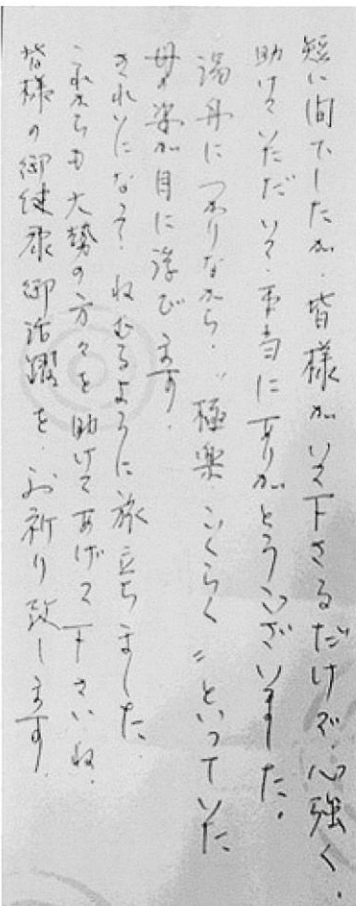 短い間でしたが、皆様がいて下さるだけで、心強く、
助けていただいて、本当にありがとうございました。
湯舟につかりながら、〝極楽、ごくらく〟といっていた
母の姿が目に浮びます。
きれいになって、ねむるように旅立ちました。
これからも大勢の方々を助けてあげて下さいね。
皆様の御健康御活躍を、お祈り致します。